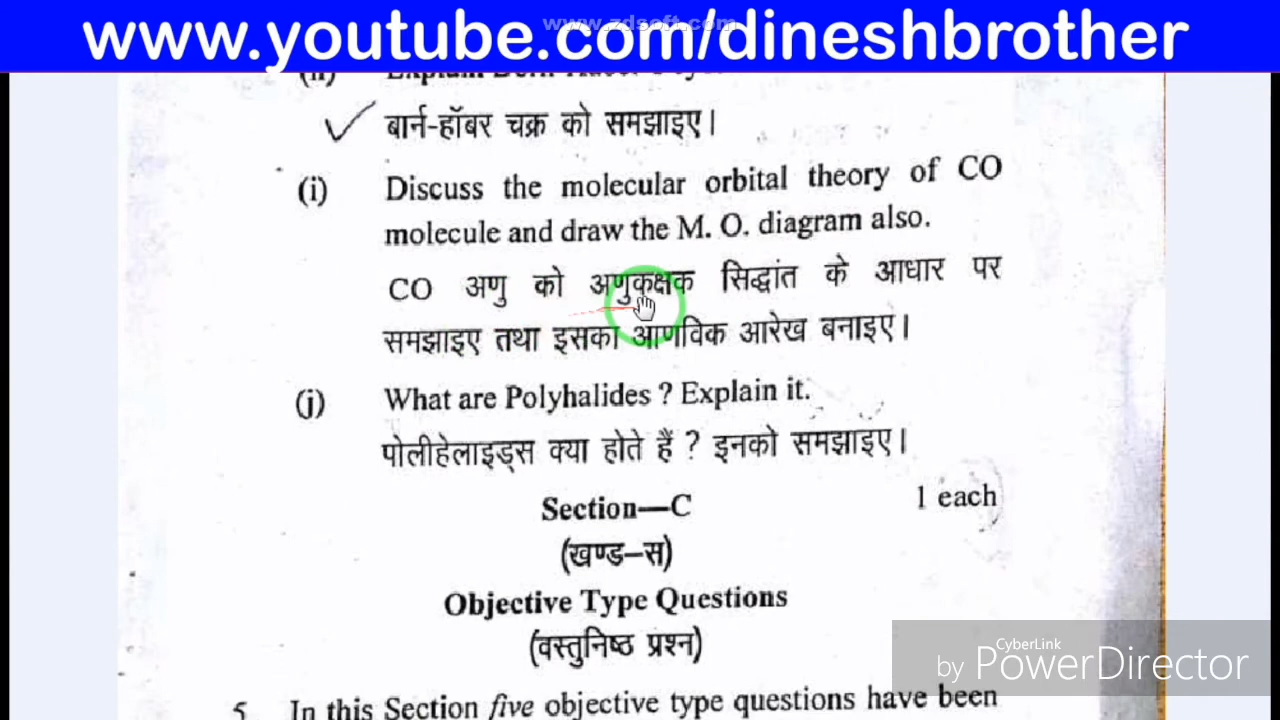 www.zdsoft.com
www.youtube.com/dineshbrother
बार्न-हॉबर चक्र को समझाइए।
(i) Discuss the molecular orbital theory of CO
molecule and draw the M. O. diagram also.
CO अणु को अणुकक्षक सिद्धांत के आधार पर
समझाइए तथा इसका आणविक आरेख बनाइए।
(j) What are Polyhalides ? Explain it.
पोलीहेलाइड्स क्या होते हैं ? इनको समझाइए।
Section—C 1 each
(खण्ड–स)
Objective Type Questions
(वस्तुनिष्ठ प्रश्न)
5. In this Section five objective type questions have been
CyberLink
by PowerDirector